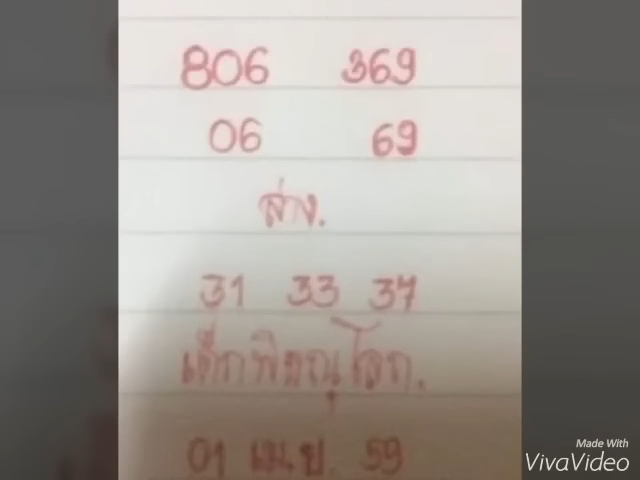 806 369
06 69
ล่าง.
31 33 37
เด็กพิษณุโลก.
01 เม.ย. 59
Made With
VivaVideo